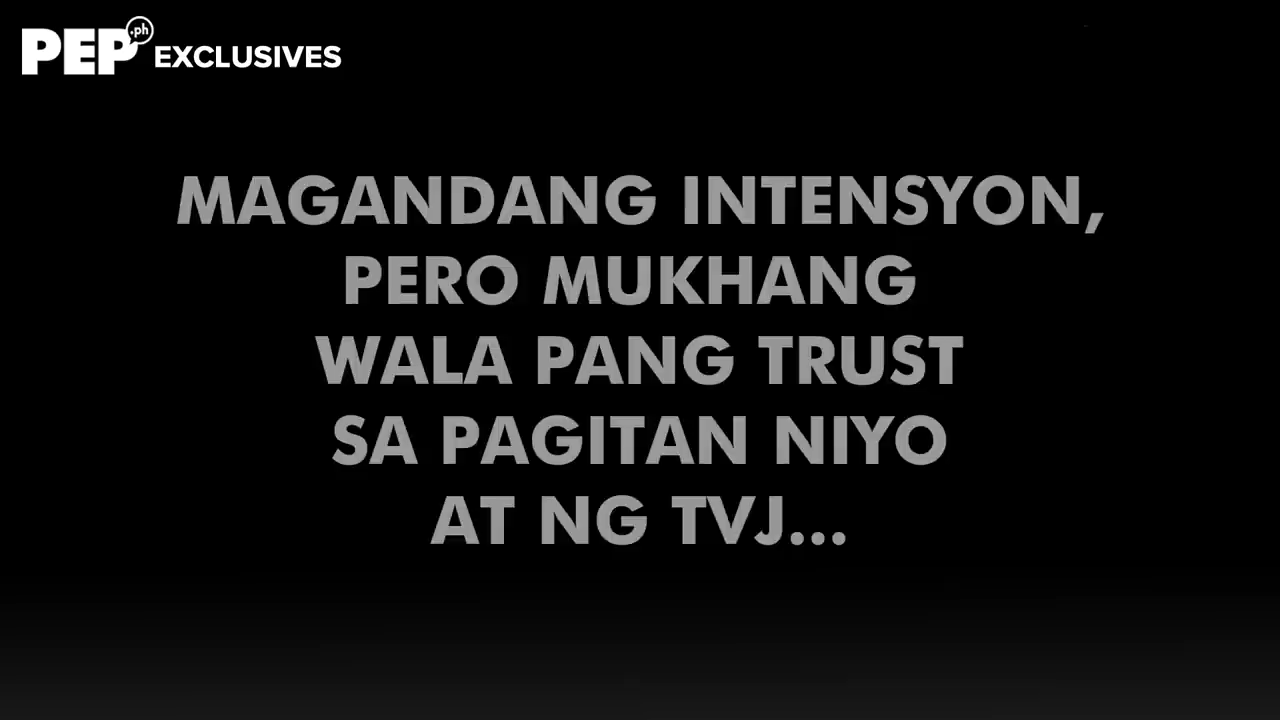 PEP.ph EXCLUSIVES
MAGANDANG INTENSYON,
PERO MUKHANG
WALA PANG TRUST
SA PAGITAN NIYO
AT NG TVJ...